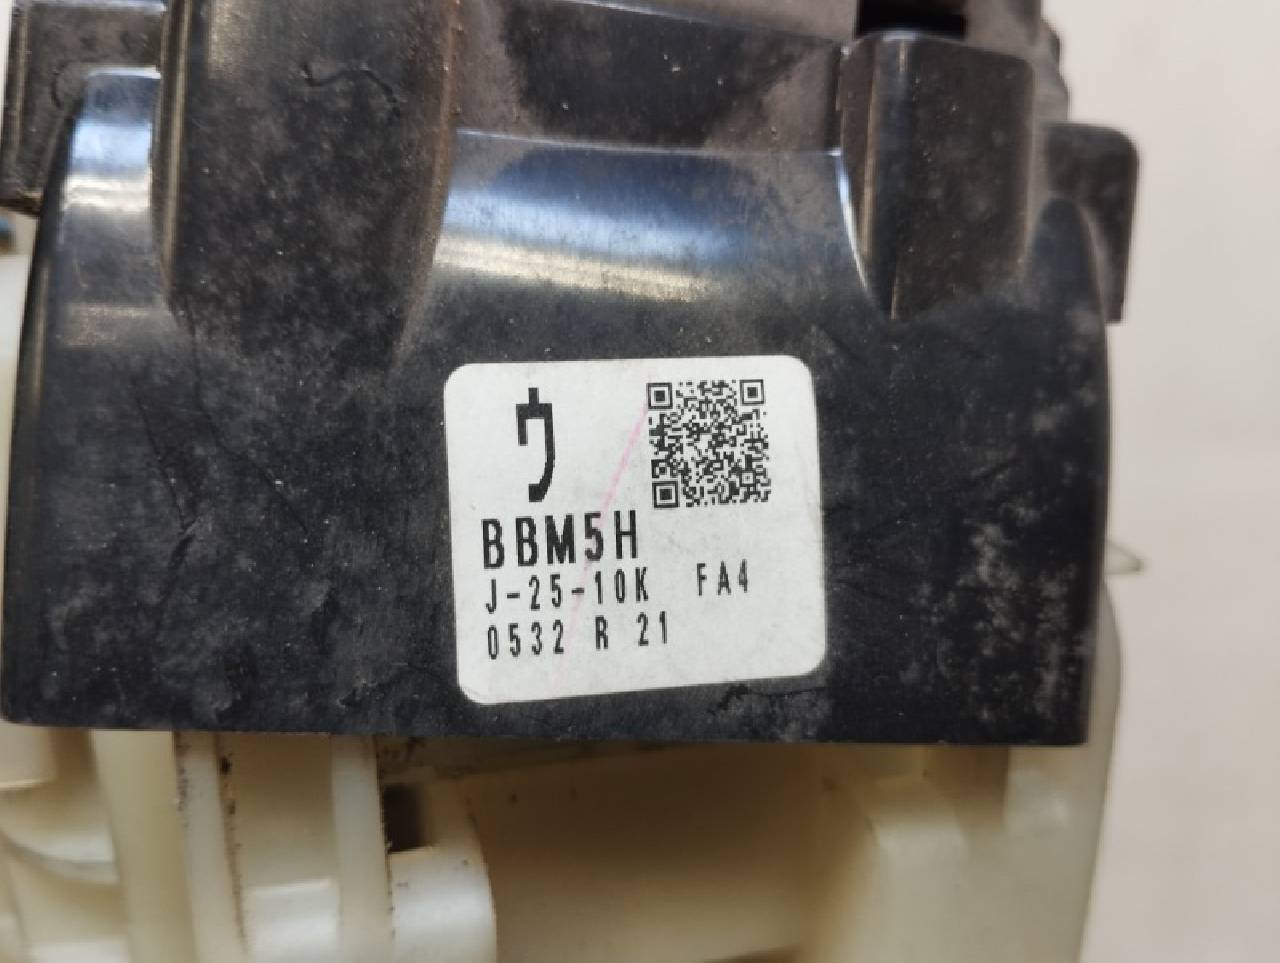 ウ
BBM5H
J-25-10K FA4
0532 R 21